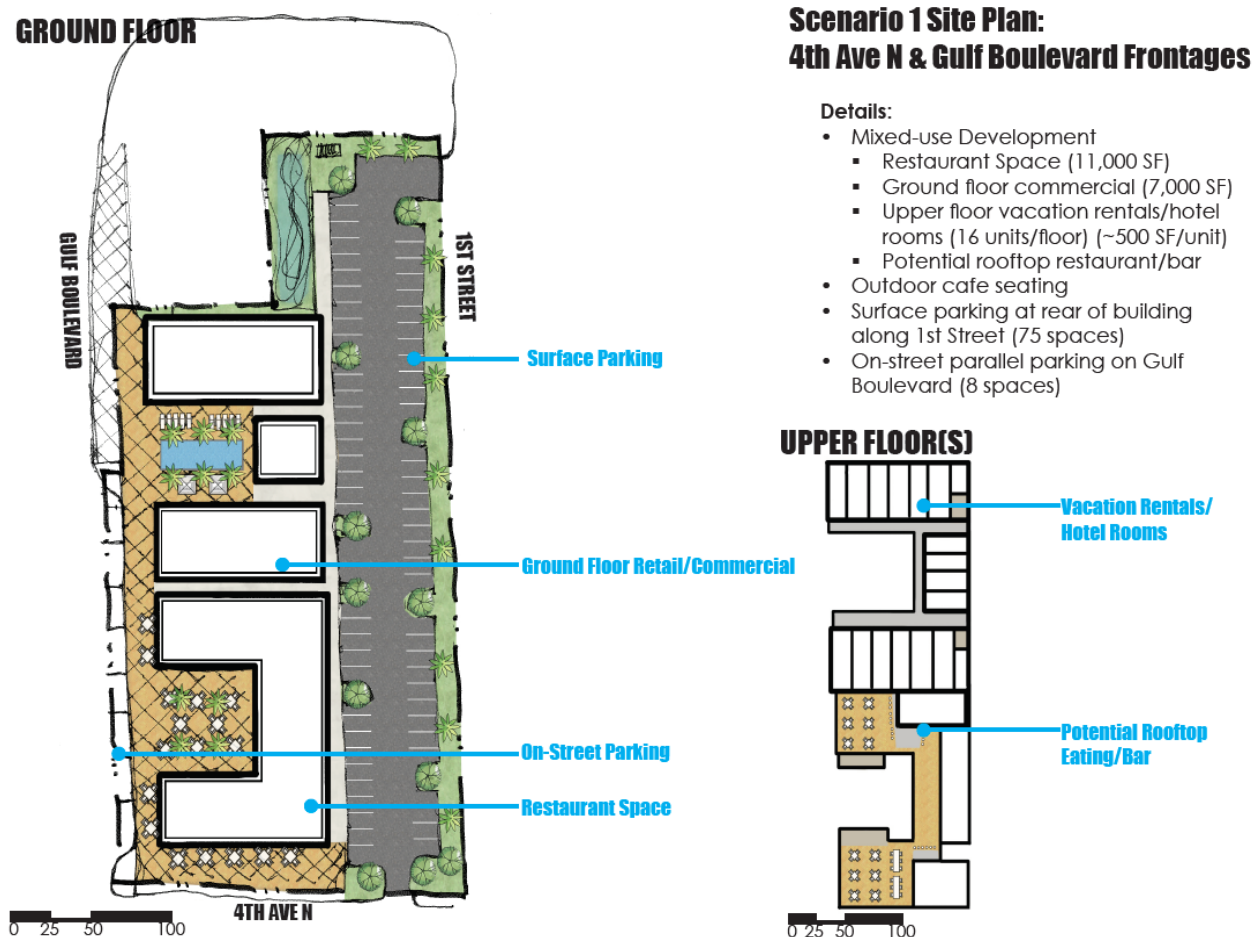 GROUND FLOOR
Scenario 1 Site Plan:
4th Ave N & Gulf Boulevard Frontages
Details:
• Mixed-use Development
▪ Restaurant Space (11,000 SF)
▪ Ground floor commercial (7,000 SF)
▪ Upper floor vacation rentals/hotel
rooms (16 units/floor) (~500 SF/unit)
▪ Potential rooftop restaurant/bar
• Outdoor cafe seating
• Surface parking at rear of building
along 1st Street (75 spaces)
• On-street parallel parking on Gulf
Boulevard (8 spaces)
GULF BOULEVARD
1ST STREET
Surface Parking
Ground Floor Retail/Commercial
On-Street Parking
Restaurant Space
4TH AVE N
0 25 50 100
UPPER FLOOR(S)
Vacation Rentals/
Hotel Rooms
Potential Rooftop
Eating/Bar
0 25 50 100